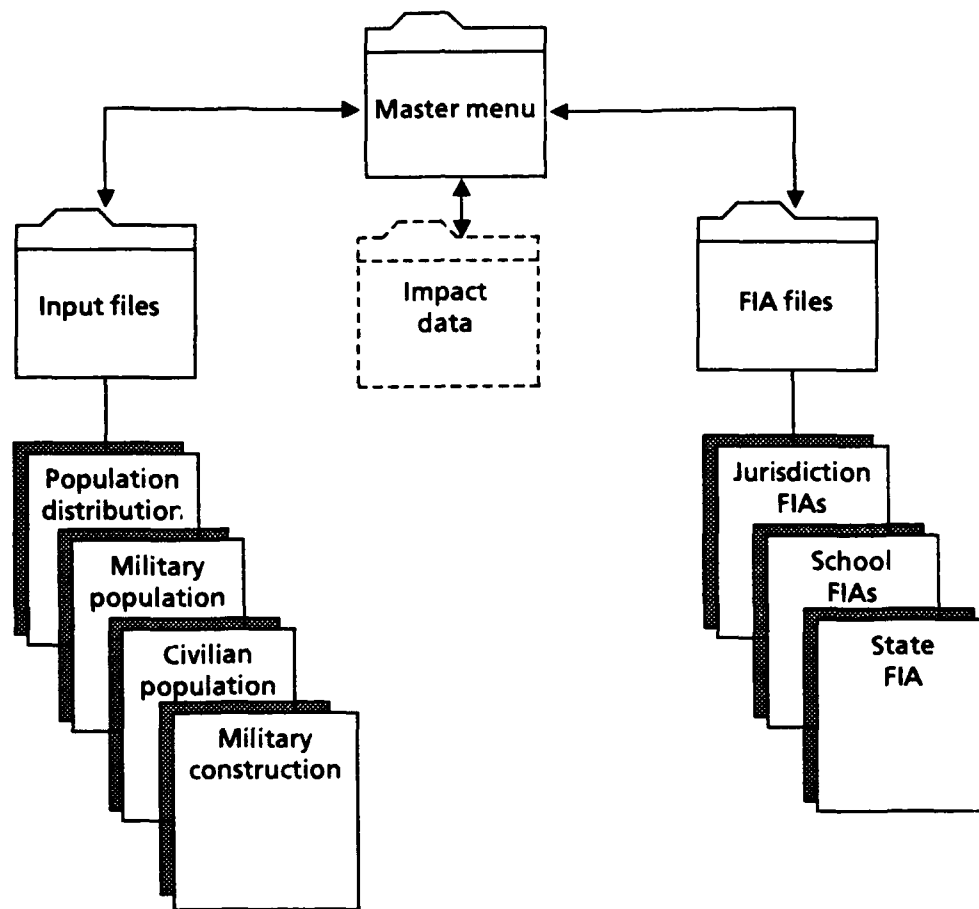 Master menu
Input files
Impact
data
FIA files
Population
distribution
Military
population
Civilian
population
Military
construction
Jurisdiction
FIAs
School
FIAs
State
FIA